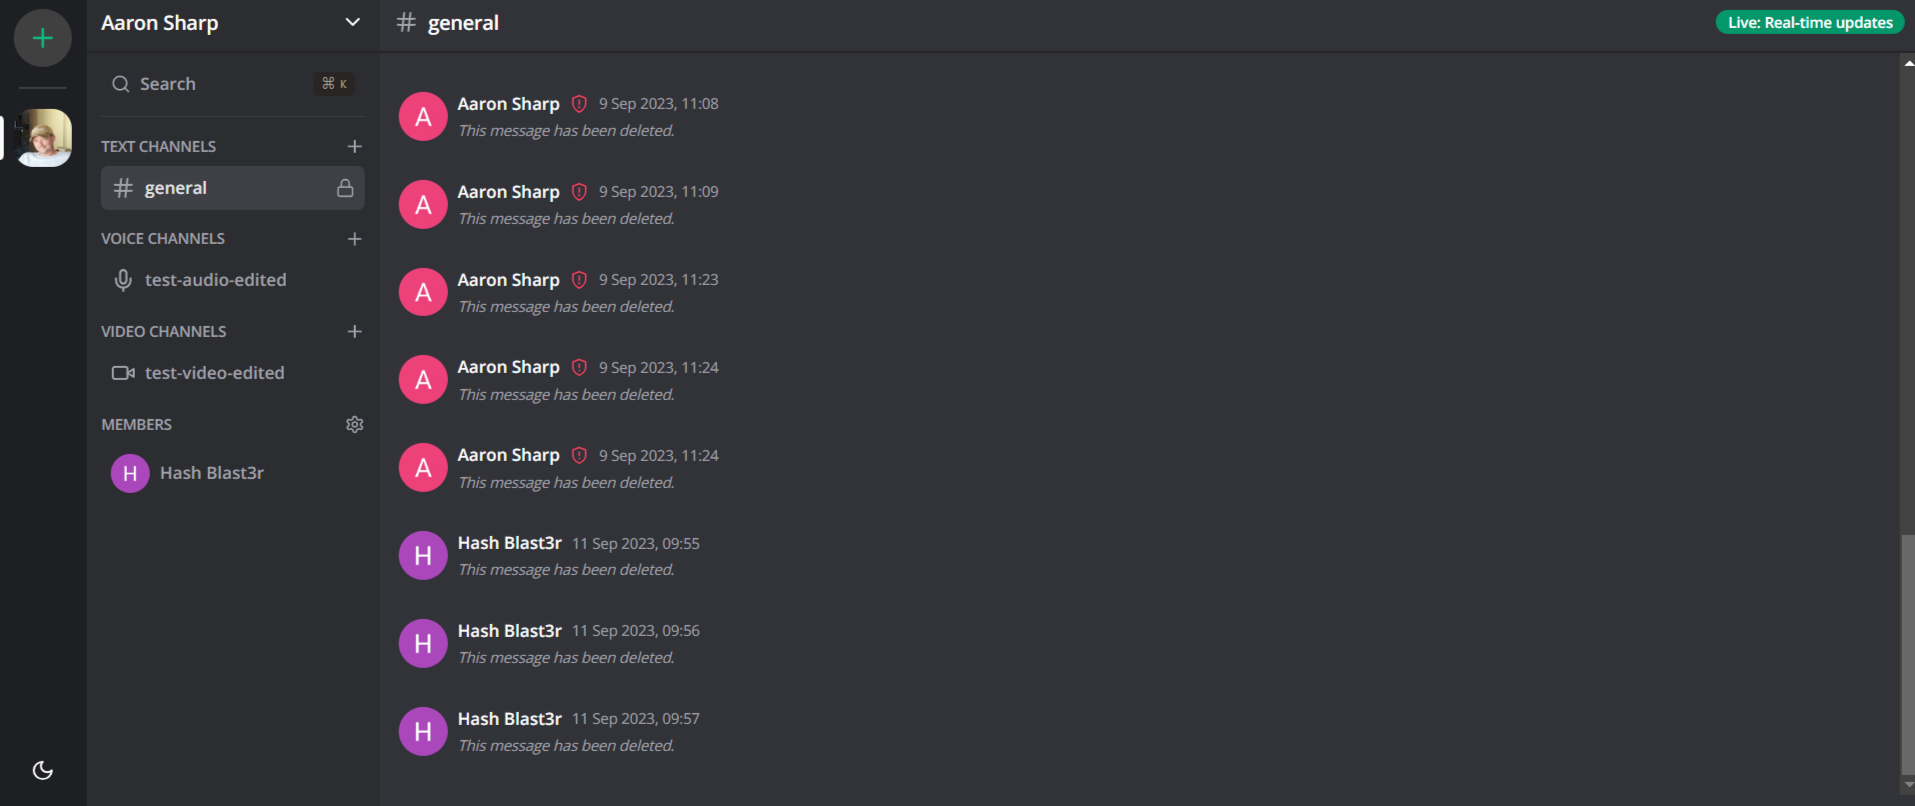 Aaron Sharp
Search
⌘ K
TEXT CHANNELS
general
VOICE CHANNELS
test-audio-edited
VIDEO CHANNELS
test-video-edited
MEMBERS
H
Hash Blast3r
# general
Live: Real-time updates
A
Aaron Sharp 9 Sep 2023, 11:08
This message has been deleted.
A
Aaron Sharp 9 Sep 2023, 11:09
This message has been deleted.
A
Aaron Sharp 9 Sep 2023, 11:23
This message has been deleted.
A
Aaron Sharp 9 Sep 2023, 11:24
This message has been deleted.
A
Aaron Sharp 9 Sep 2023, 11:24
This message has been deleted.
H
Hash Blast3r 11 Sep 2023, 09:55
This message has been deleted.
H
Hash Blast3r 11 Sep 2023, 09:56
This message has been deleted.
H
Hash Blast3r 11 Sep 2023, 09:57
This message has been deleted.